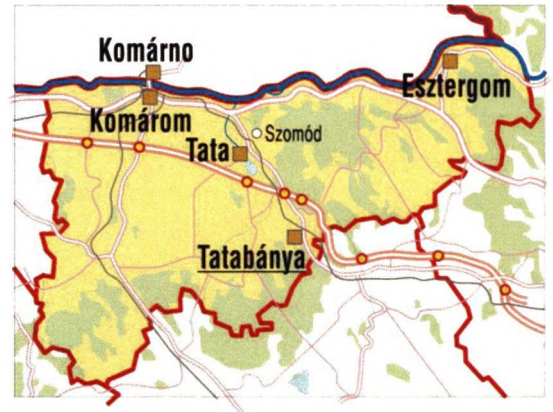 Komárno
Esztergom
Komárom
Szomód
Tata
Tatabánya